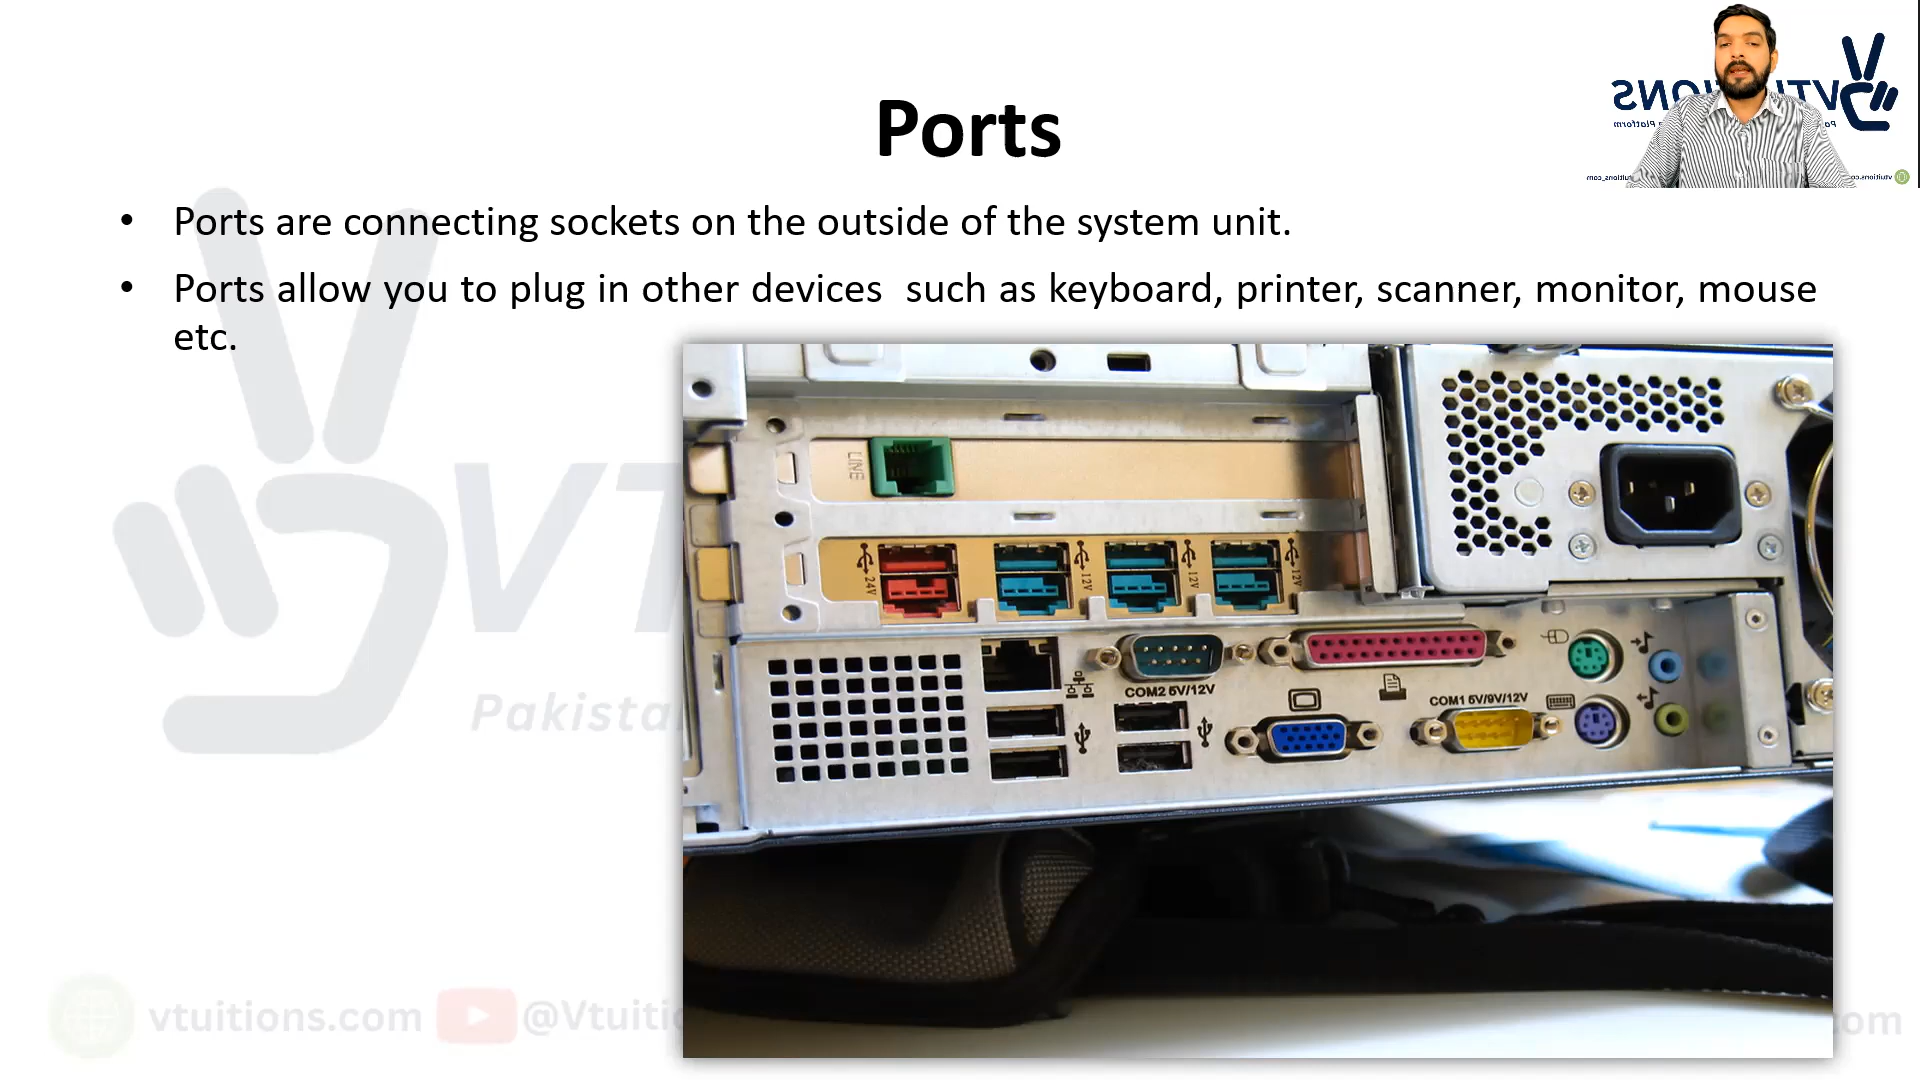 Ports
• Ports are connecting sockets on the outside of the system unit.
• Ports allow you to plug in other devices such as keyboard, printer, scanner, monitor, mouse
etc.
LINE
24V
12V
12V
12V
COM2 5V/12V
COM1 5V/9V/12V
VT
Pakista
vtuitions.com
@Vtuiti
om